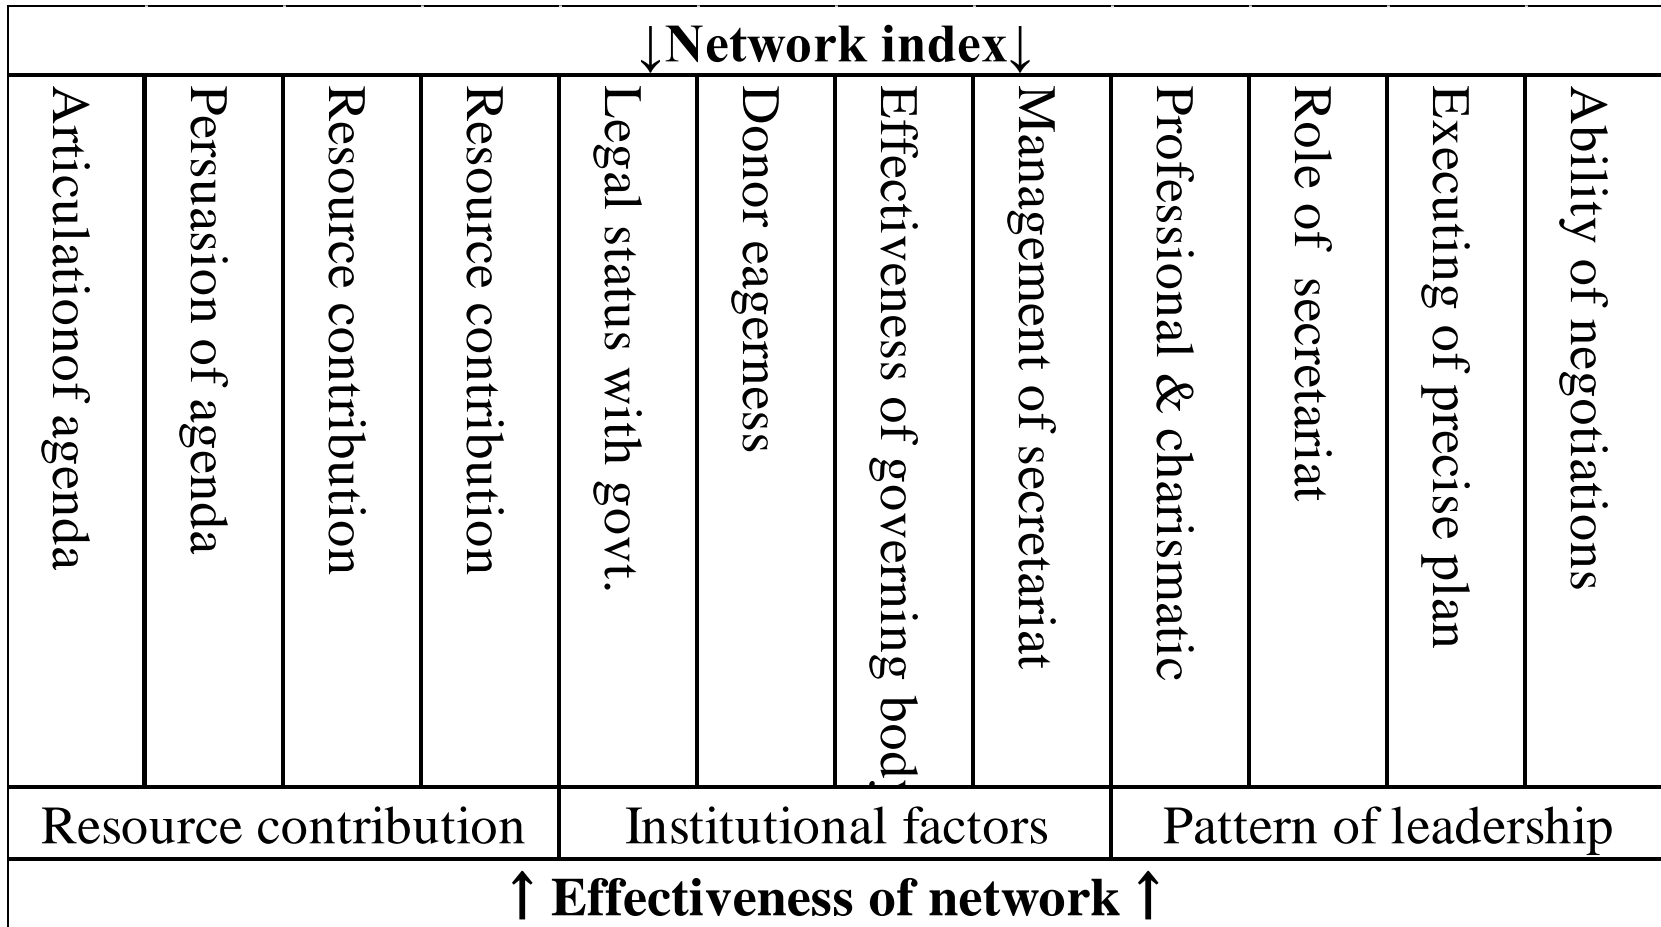 ↓Network index↓
Articulationof agenda
Persuasion of agenda
Resource contribution
Resource contribution
Legal status with govt.
Donor eagerness
Effectiveness of governing body
Management of secretariat
Professional & charismatic
Role of secretariat
Executing of precise plan
Ability of negotiations
Resource contribution
Institutional factors
Pattern of leadership
↑ Effectiveness of network ↑